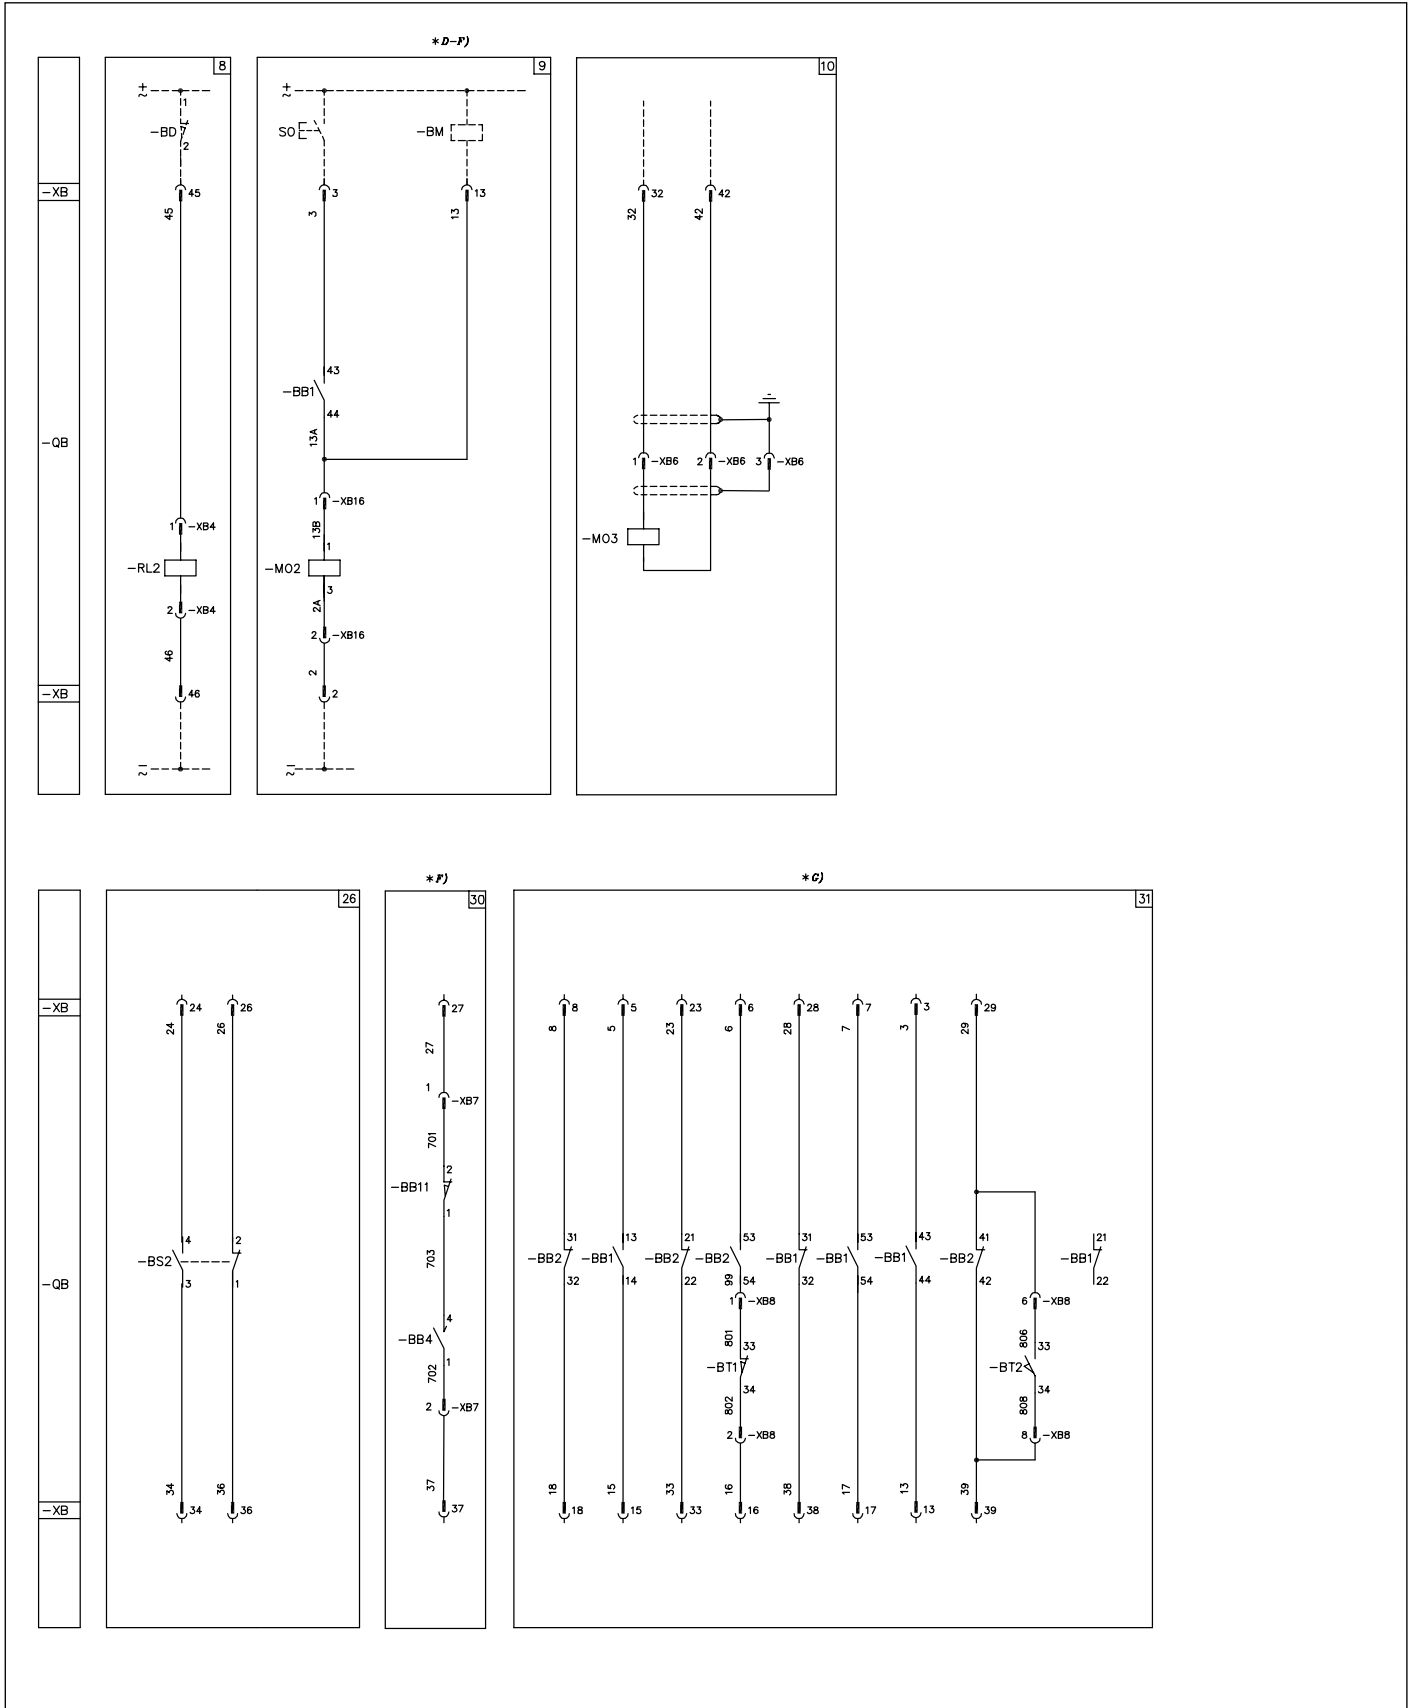 *D-F)
8
9
10
-XB
-QB
-XB
+
~
1
-BD
2
45
45
1 -XB4
-RL2
2 -XB4
46
46
–
~
+
~
SO
-BM
3
13
3
13
43
-BB1
44
13A
1 -XB16
13B
1
-MO2
3
2A
2 -XB16
2
2
–
~
32
42
32
42
1 -XB6
2 -XB6
3 -XB6
-MO3
*F)
*G)
26
30
31
-XB
-QB
-XB
24
26
24
26
4
2
-BS2
3
1
34
36
34
36
27
27
1
-XB7
701
2
-BB11
1
703
4
-BB4
1
702
2 -XB7
37
37
8
5
23
6
28
7
3
29
8
5
23
6
28
7
3
29
31
13
21
53
31
53
43
41
21
-BB2
-BB1
-BB2
-BB2
-BB1
-BB1
-BB1
-BB2
-BB1
32
14
22
99
54
32
54
44
42
22
1 -XB8
6 -XB8
801
33
806
33
-BT1
-BT2
34
34
802
808
2 -XB8
8 -XB8
18
15
33
16
38
17
13
39
18
15
33
16
38
17
13
39